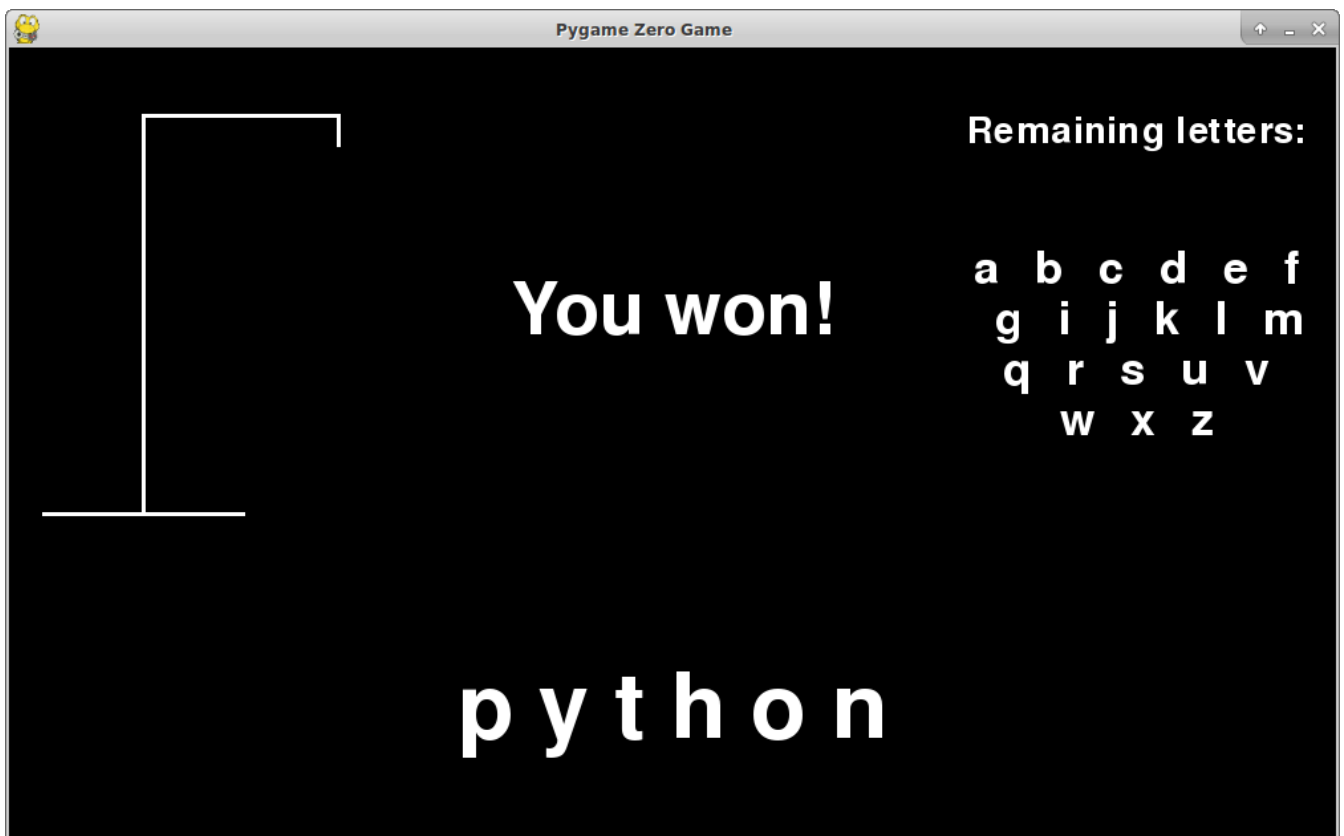 Pygame Zero Game
Remaining letters:
a b c d e f
g i j k l m
q r s u v
w x z
You won!
p y t h o n